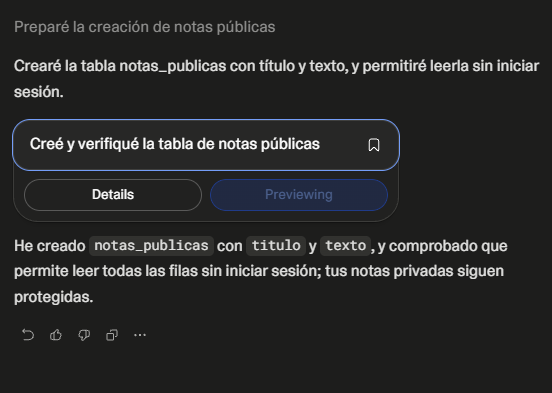 Preparé la creación de notas públicas
Crearé la tabla notas_publicas con título y texto, y permitiré leerla sin iniciar
sesión.
Creé y verifiqué la tabla de notas públicas
Details
Previewing
He creado notas_publicas con titulo y texto, y comprobado que
permite leer todas las filas sin iniciar sesión; tus notas privadas siguen
protegidas.